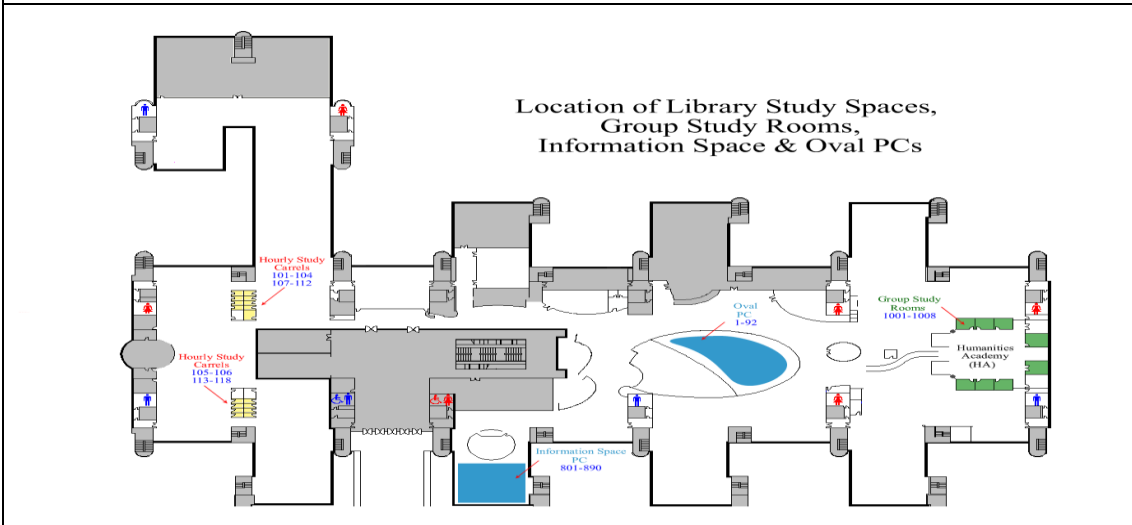 Location of Library Study Spaces,
Group Study Rooms,
Information Space & Oval PCs
Hourly Study
Carrels
101-104
107-112
Oval
PC
1-92
Group Study
Rooms
1001-1008
Hourly Study
Carrels
105-106
113-118
Humanities
Academy
(HA)
Information Space
PC
801-890